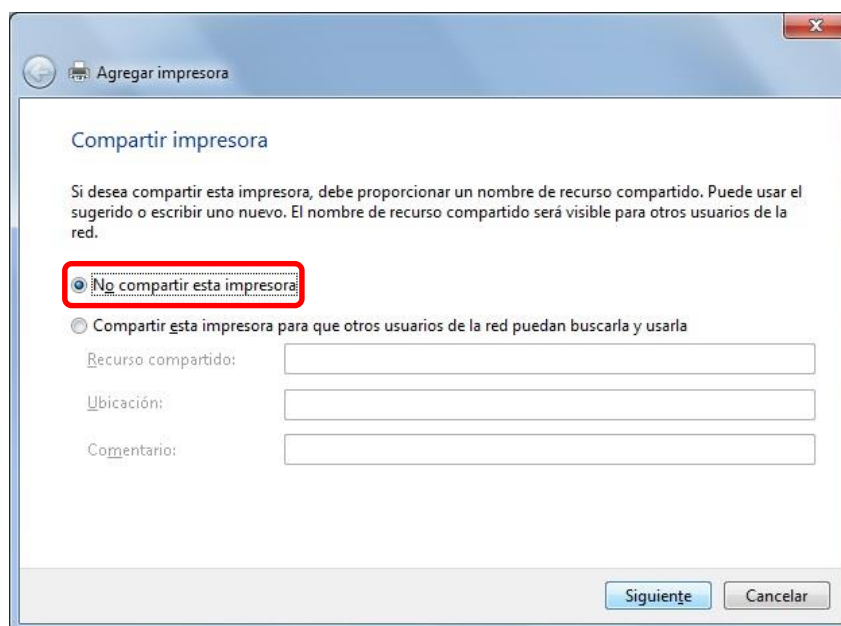 Agregar impresora
Compartir impresora
Si desea compartir esta impresora, debe proporcionar un nombre de recurso compartido. Puede usar el
sugerido o escribir uno nuevo. El nombre de recurso compartido será visible para otros usuarios de la
red.
No compartir esta impresora
Compartir esta impresora para que otros usuarios de la red puedan buscarla y usarla
Recurso compartido:
Ubicación:
Comentario:
Siguiente Cancelar